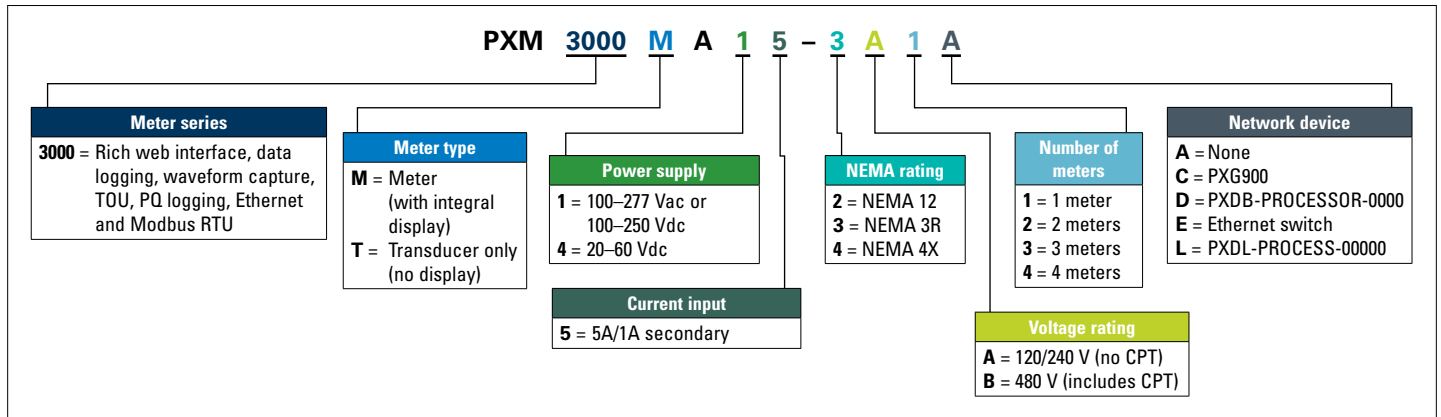 PXM 3000 M A 1 5 – 3 A 1 A
Meter series
3000 = Rich web interface, data
logging, waveform capture,
TOU, PQ logging, Ethernet
and Modbus RTU
Meter type
M = Meter
(with integral
display)
T = Transducer only
(no display)
Power supply
1 = 100–277 Vac or
100–250 Vdc
4 = 20–60 Vdc
Current input
5 = 5A/1A secondary
NEMA rating
2 = NEMA 12
3 = NEMA 3R
4 = NEMA 4X
Voltage rating
A = 120/240 V (no CPT)
B = 480 V (includes CPT)
Number of
meters
1 = 1 meter
2 = 2 meters
3 = 3 meters
4 = 4 meters
Network device
A = None
C = PXG900
D = PXDB-PROCESSOR-0000
E = Ethernet switch
L = PXDL-PROCESS-00000